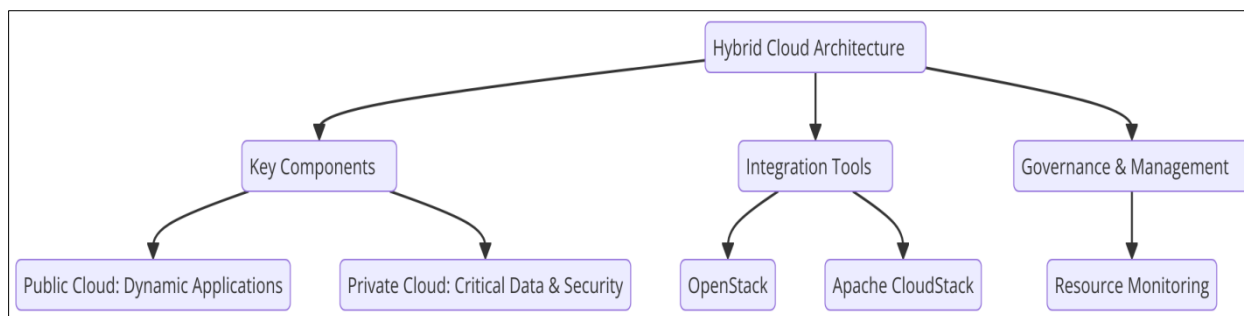 Hybrid Cloud Architecture
Key Components
Integration Tools
Governance & Management
Public Cloud: Dynamic Applications
Private Cloud: Critical Data & Security
OpenStack
Apache CloudStack
Resource Monitoring